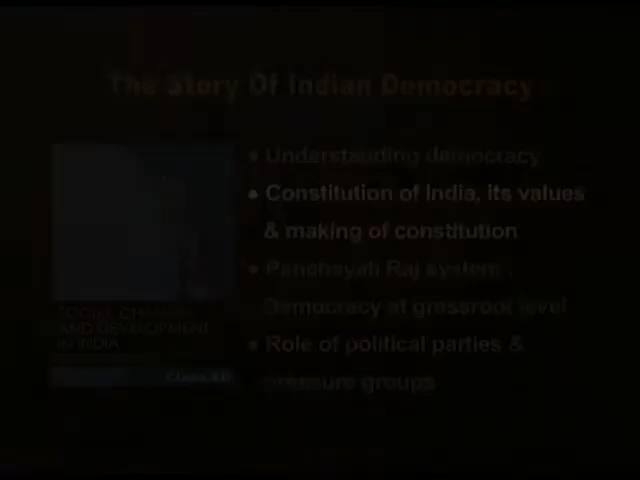 The Story Of Indian Democracy
• Understanding democracy
• Constitution of India, its values
& making of constitution
• Panchayati Raj system :
Democracy at grassroot level
• Role of political parties &
pressure groups
SOCIAL CHANGE
AND DEVELOPMENT
IN INDIA
Class XII